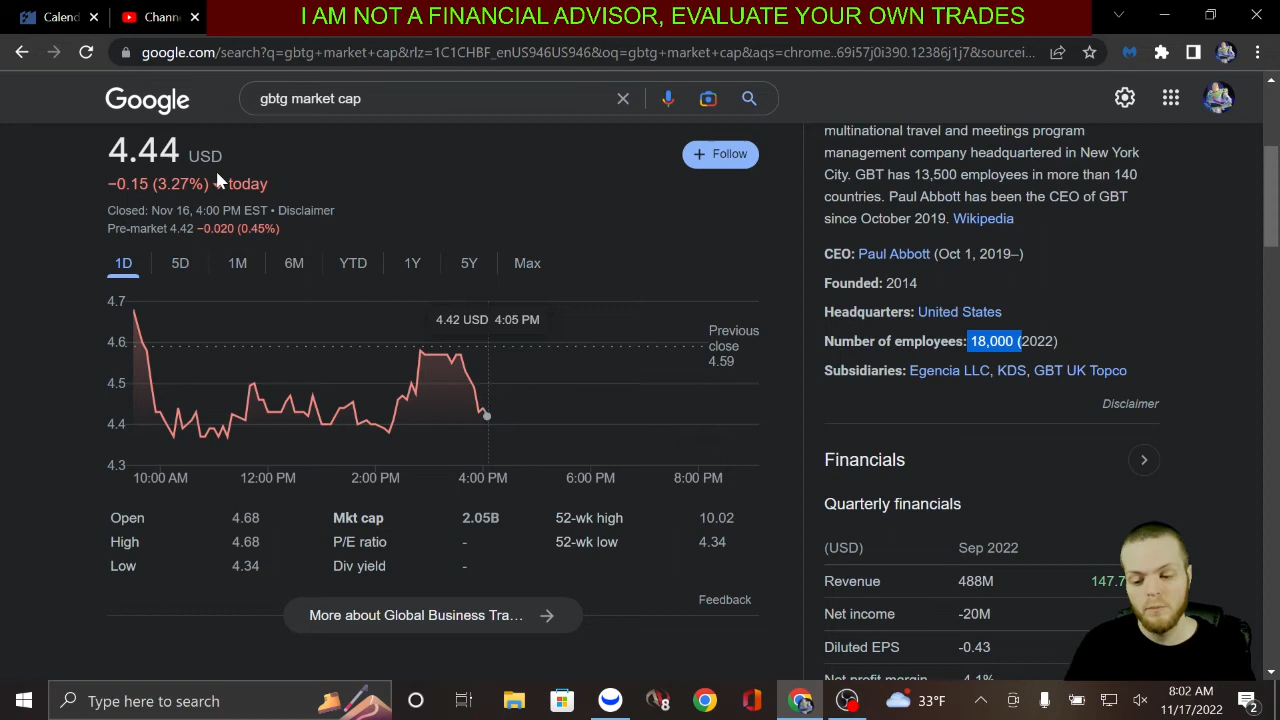 I AM NOT A FINANCIAL ADVISOR, EVALUATE YOUR OWN TRADES
Calend
Chann
google.com/search?q=gbtg+market+cap&rlz=1C1CHBF_enUS946US946&oq=gbtg+market+cap&aqs=chrome..69i57j0i390.12386j1j7&sourcei...
Google
gbtg market cap
4.44 USD
+ Follow
−0.15 (3.27%) today
Closed: Nov 16, 4:00 PM EST • Disclaimer
Pre-market 4.42 −0.020 (0.45%)
1D 5D 1M 6M YTD 1Y 5Y Max
4.7
4.6
4.5
4.4
4.3
4.42 USD 4:05 PM
Previous
close
4.59
10:00 AM 12:00 PM 2:00 PM 4:00 PM 6:00 PM 8:00 PM
Open 4.68 Mkt cap 2.05B 52-wk high 10.02
High 4.68 P/E ratio - 52-wk low 4.34
Low 4.34 Div yield -
Feedback
More about Global Business Tra...
multinational travel and meetings program
management company headquartered in New York
City. GBT has 13,500 employees in more than 140
countries. Paul Abbott has been the CEO of GBT
since October 2019. Wikipedia
CEO: Paul Abbott (Oct 1, 2019–)
Founded: 2014
Headquarters: United States
Number of employees: 18,000 (2022)
Subsidiaries: Egencia LLC, KDS, GBT UK Topco
Disclaimer
Financials
Quarterly financials
(USD) Sep 2022
Revenue 488M 147.7
Net income -20M
Diluted EPS -0.43
Type here to search
8
33°F
8:02 AM
11/17/2022
2